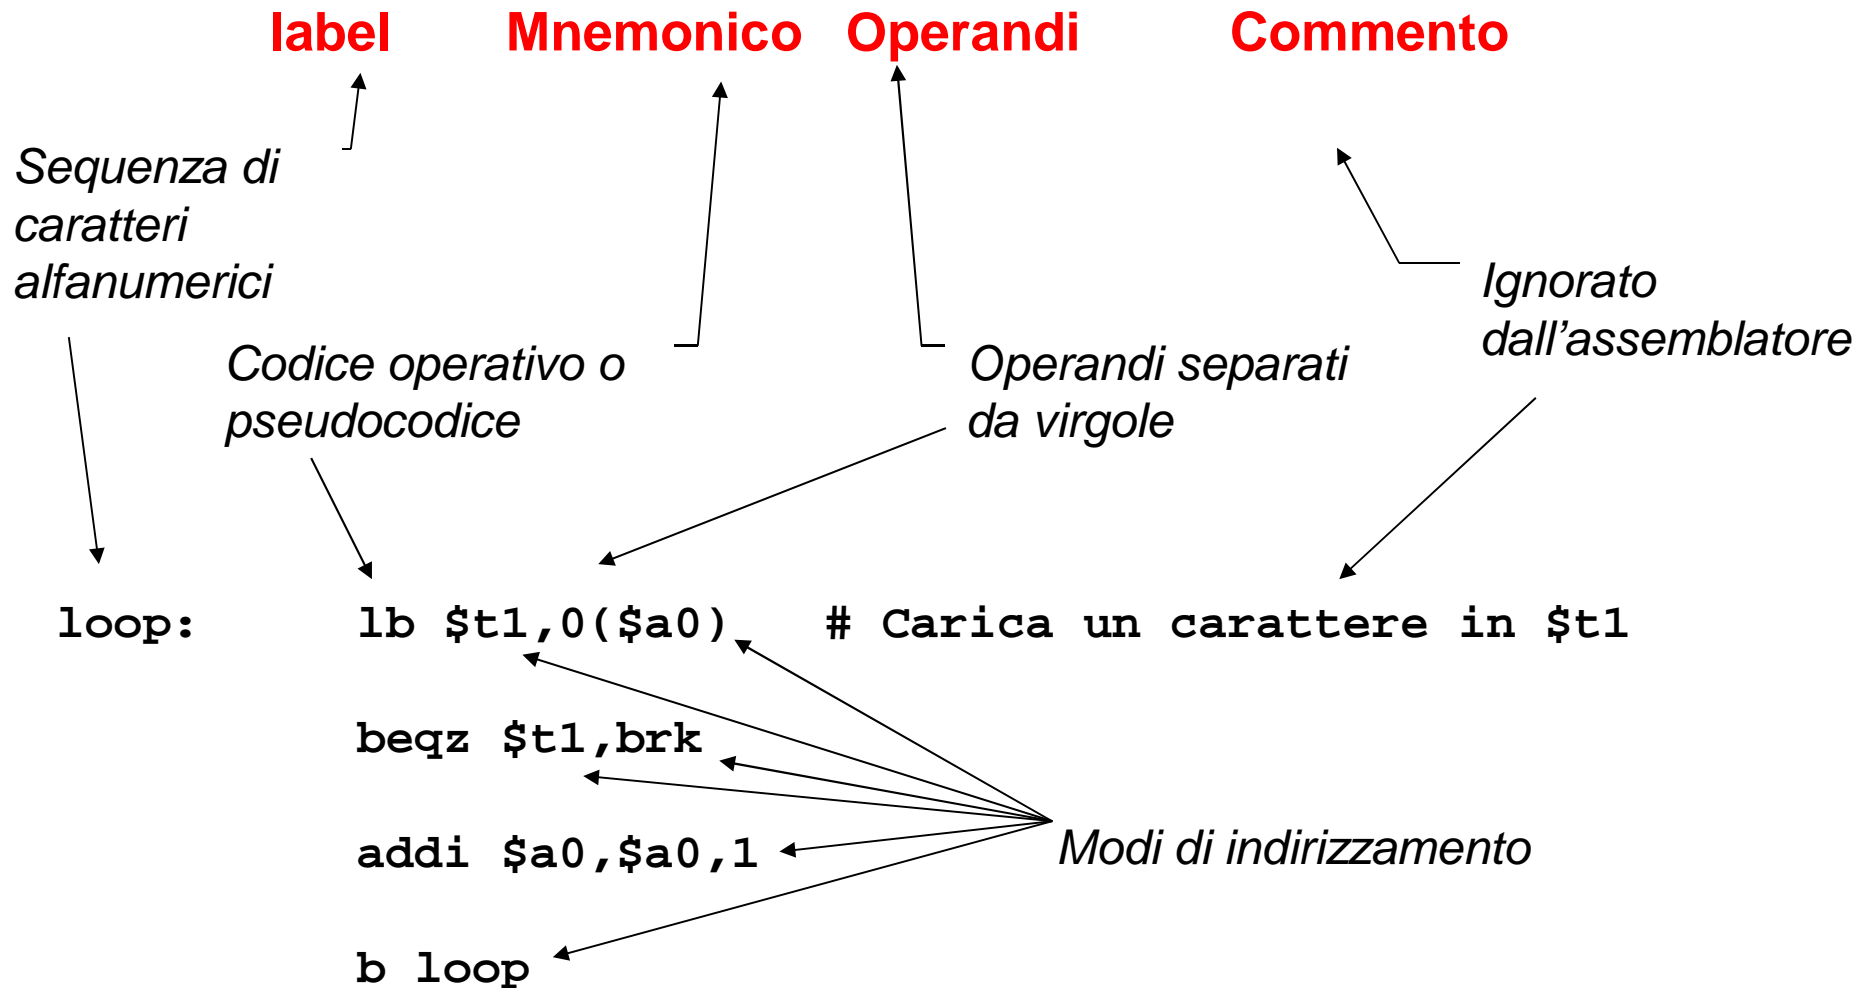 label Mnemonico Operandi Commento
Sequenza di
caratteri
alfanumerici
Codice operativo o
pseudocodice
Operandi separati
da virgole
Ignorato
dall’assemblatore
loop: lb $t1,0($a0) # Carica un carattere in $t1
beqz $t1,brk
addi $a0,$a0,1
Modi di indirizzamento
b loop